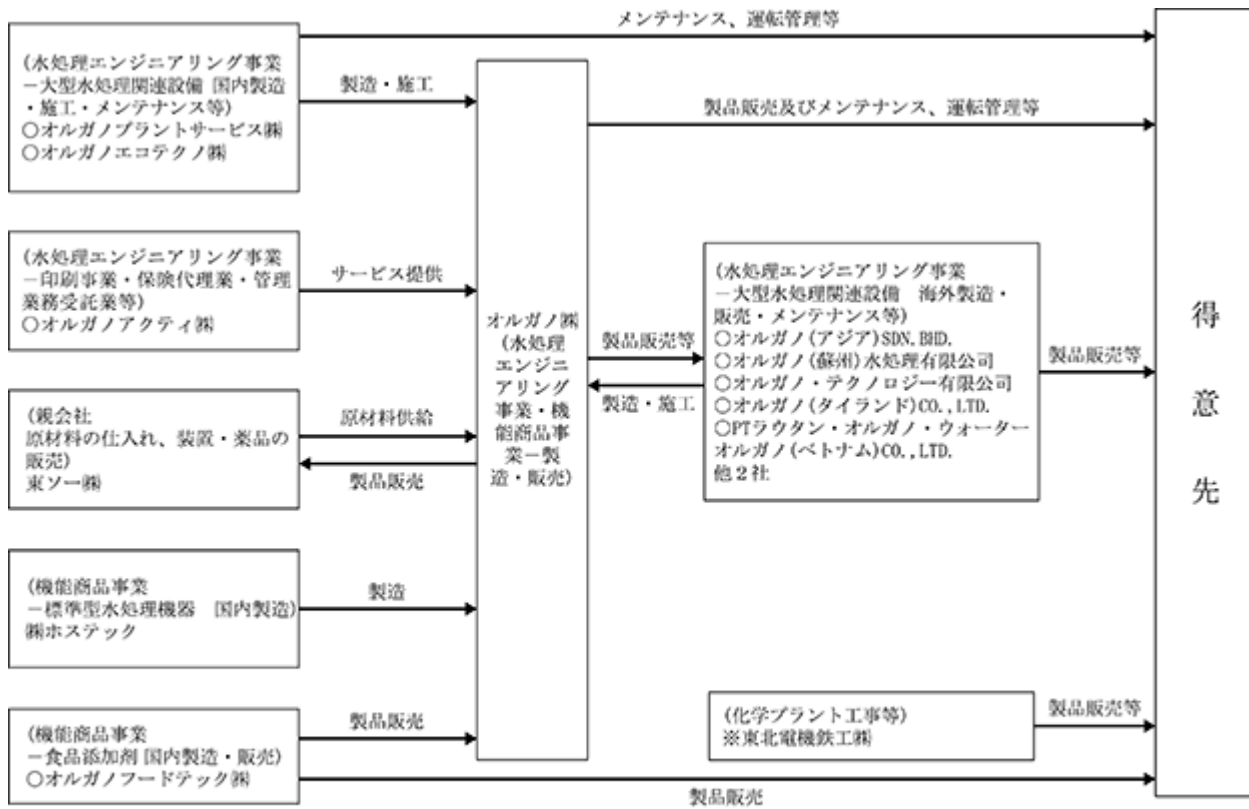 メンテナンス、運転管理等
(水処理エンジニアリング事業
－大型水処理関連設備 国内製造
・施工・メンテナンス等)
○オルガノプラントサービス㈱
○オルガノエコテクノ㈱
製造・施工
製品販売及びメンテナンス、運転管理等
(水処理エンジニアリング事業
－印刷事業・保険代理業・管理
業務受託業等)
○オルガノアクティ㈱
サービス提供
オルガノ㈱
(水処理
エンジニ
アリング
事業・機
能商品事
業－製
造・販売)
製品販売等
製造・施工
(水処理エンジニアリング事業
－大型水処理関連設備　海外製造・
販売・メンテナンス等)
○オルガノ(アジア)SDN.BHD.
○オルガノ(蘇州)水処理有限公司
○オルガノ・テクノロジー有限公司
○オルガノ(タイランド)CO.,LTD.
○PTラウタン・オルガノ・ウォーター
オルガノ(ベトナム)CO.,LTD.
他２社
製品販売等
得意先
(親会社
原材料の仕入れ、装置・薬品の
販売)
東ソー㈱
原材料供給
製品販売
(機能商品事業
－標準型水処理機器　国内製造)
㈱ホステック
製造
(機能商品事業
－食品添加剤 国内製造・販売)
○オルガノフードテック㈱
製品販売
(化学プラント工事等)
※東北電機鉄工㈱
製品販売等
製品販売